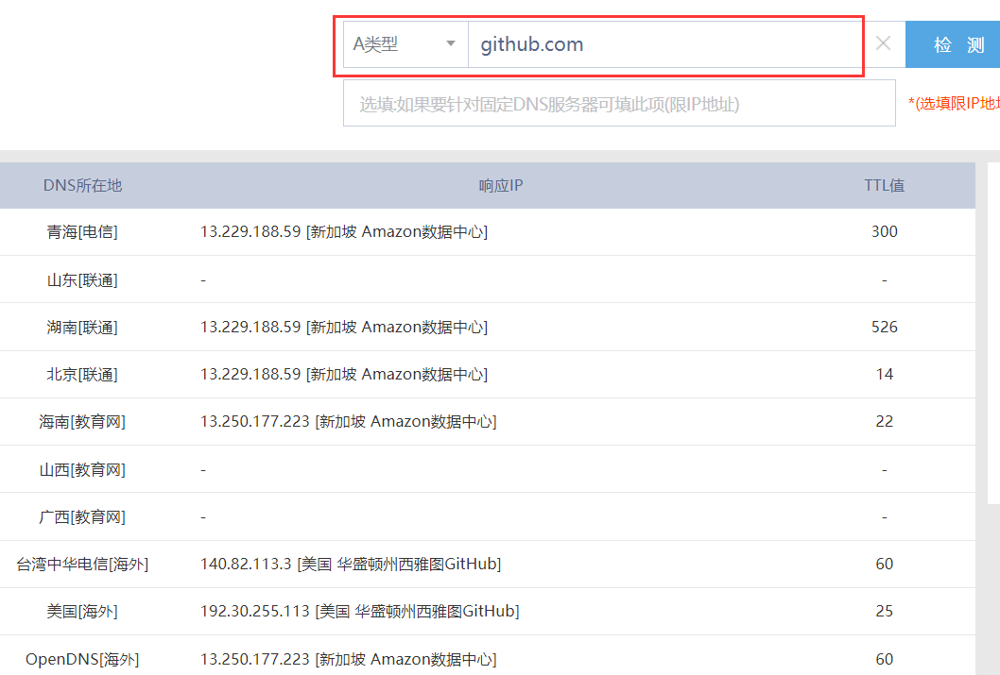 A类型 github.com 检 测
选填:如果要针对固定DNS服务器可填此项(限IP地址) *(选填限IP地
DNS所在地 响应IP TTL值
青海[电信] 13.229.188.59 [新加坡 Amazon数据中心] 300
山东[联通] - -
湖南[联通] 13.229.188.59 [新加坡 Amazon数据中心] 526
北京[联通] 13.229.188.59 [新加坡 Amazon数据中心] 14
海南[教育网] 13.250.177.223 [新加坡 Amazon数据中心] 22
山西[教育网] - -
广西[教育网] - -
台湾中华电信[海外] 140.82.113.3 [美国 华盛顿州西雅图GitHub] 60
美国[海外] 192.30.255.113 [美国 华盛顿州西雅图GitHub] 25
OpenDNS[海外] 13.250.177.223 [新加坡 Amazon数据中心] 60